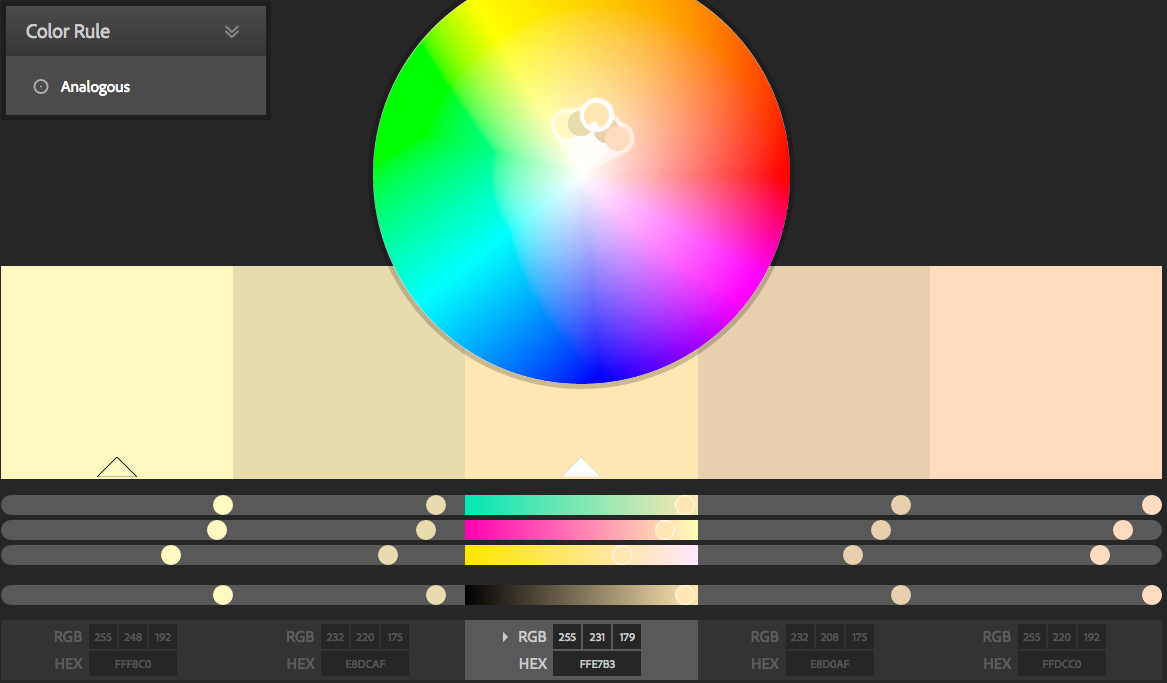 Color Rule
Analogous
RGB 255 248 192
HEX FFF8C0
RGB 232 220 175
HEX E8DCAF
RGB 255 231 179
HEX FFE7B3
RGB 232 208 175
HEX E8D0AF
RGB 255 220 192
HEX FFDCC0